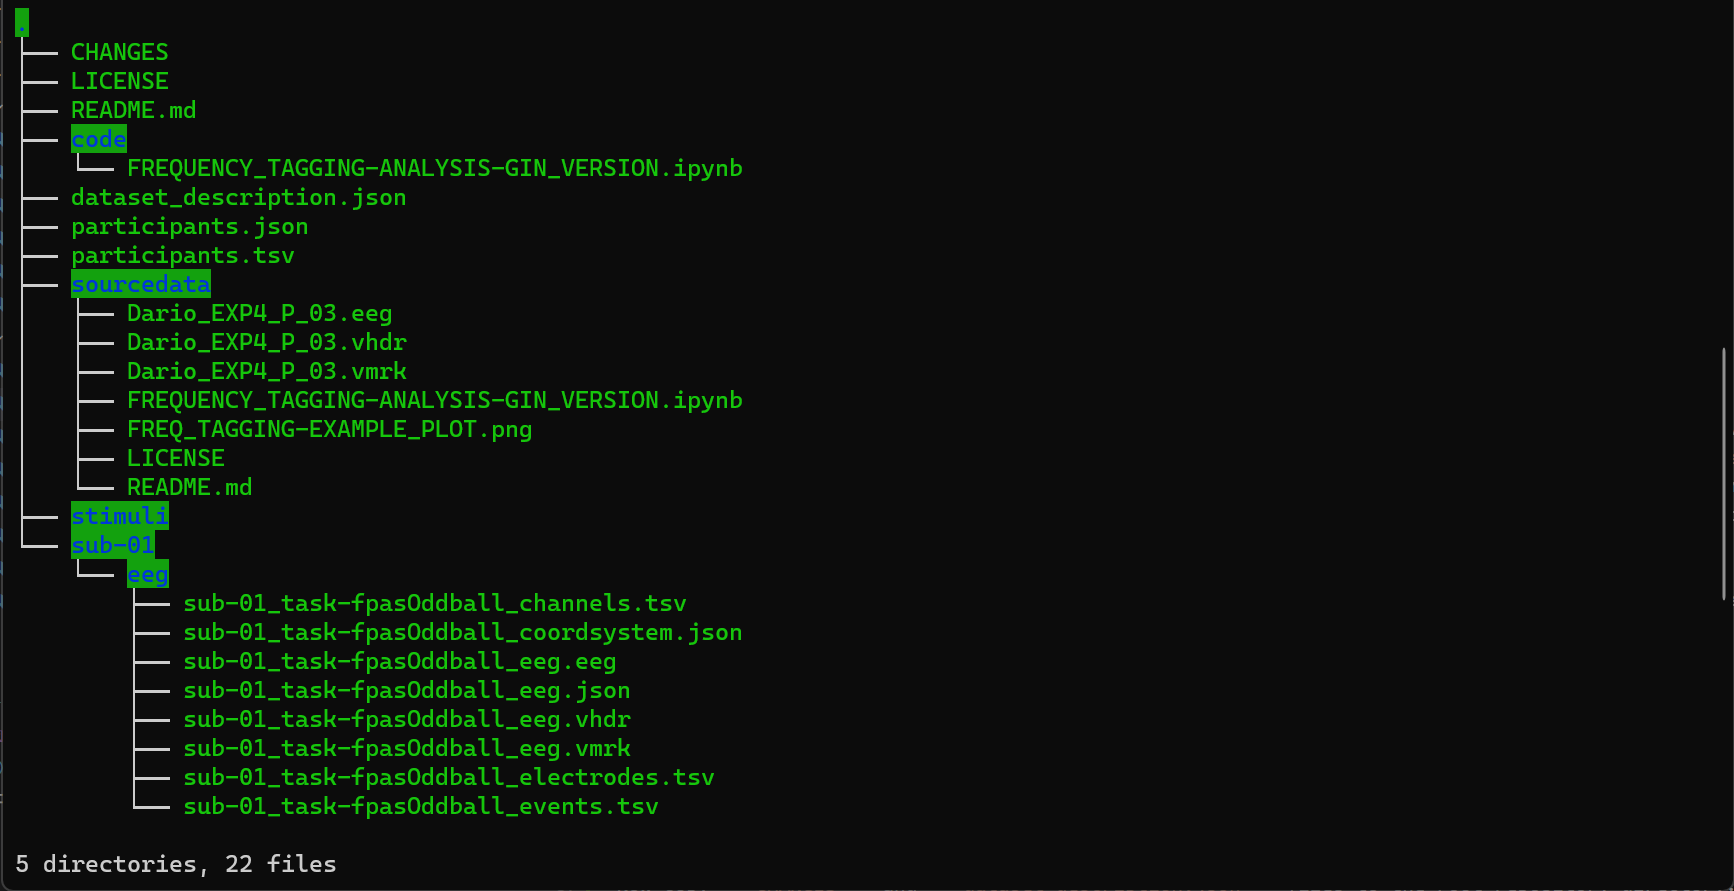 .
├── CHANGES
├── LICENSE
├── README.md
├── code
│   └── FREQUENCY_TAGGING-ANALYSIS-GIN_VERSION.ipynb
├── dataset_description.json
├── participants.json
├── participants.tsv
├── sourcedata
│   ├── Dario_EXP4_P_03.eeg
│   ├── Dario_EXP4_P_03.vhdr
│   ├── Dario_EXP4_P_03.vmrk
│   ├── FREQUENCY_TAGGING-ANALYSIS-GIN_VERSION.ipynb
│   ├── FREQ_TAGGING-EXAMPLE_PLOT.png
│   ├── LICENSE
│   └── README.md
├── stimuli
└── sub-01
    └── eeg
        ├── sub-01_task-fpasOddball_channels.tsv
        ├── sub-01_task-fpasOddball_coordsystem.json
        ├── sub-01_task-fpasOddball_eeg.eeg
        ├── sub-01_task-fpasOddball_eeg.json
        ├── sub-01_task-fpasOddball_eeg.vhdr
        ├── sub-01_task-fpasOddball_eeg.vmrk
        ├── sub-01_task-fpasOddball_electrodes.tsv
        └── sub-01_task-fpasOddball_events.tsv
5 directories, 22 files